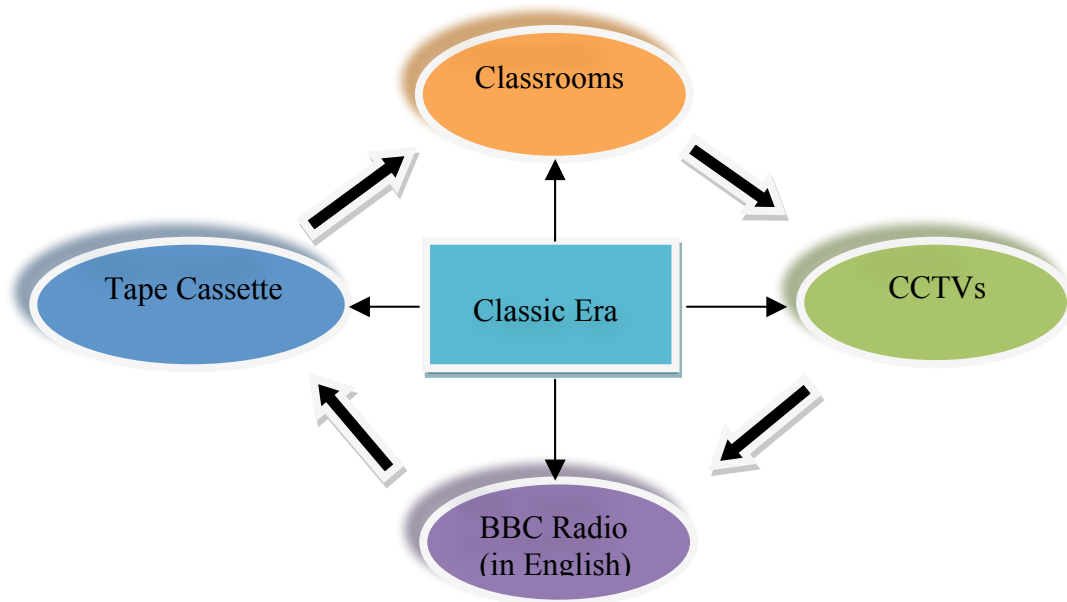 Classrooms
Tape Cassette
Classic Era
CCTVs
BBC Radio
(in English)